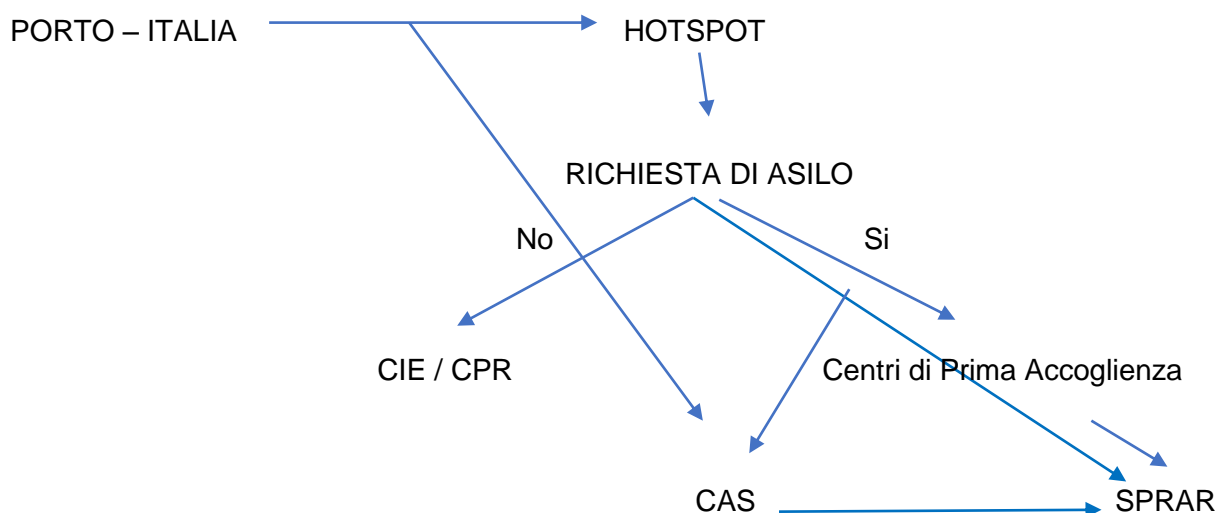 PORTO – ITALIA HOTSPOT
RICHIESTA DI ASILO
No Si
CIE / CPR Centri di Prima Accoglienza
CAS SPRAR